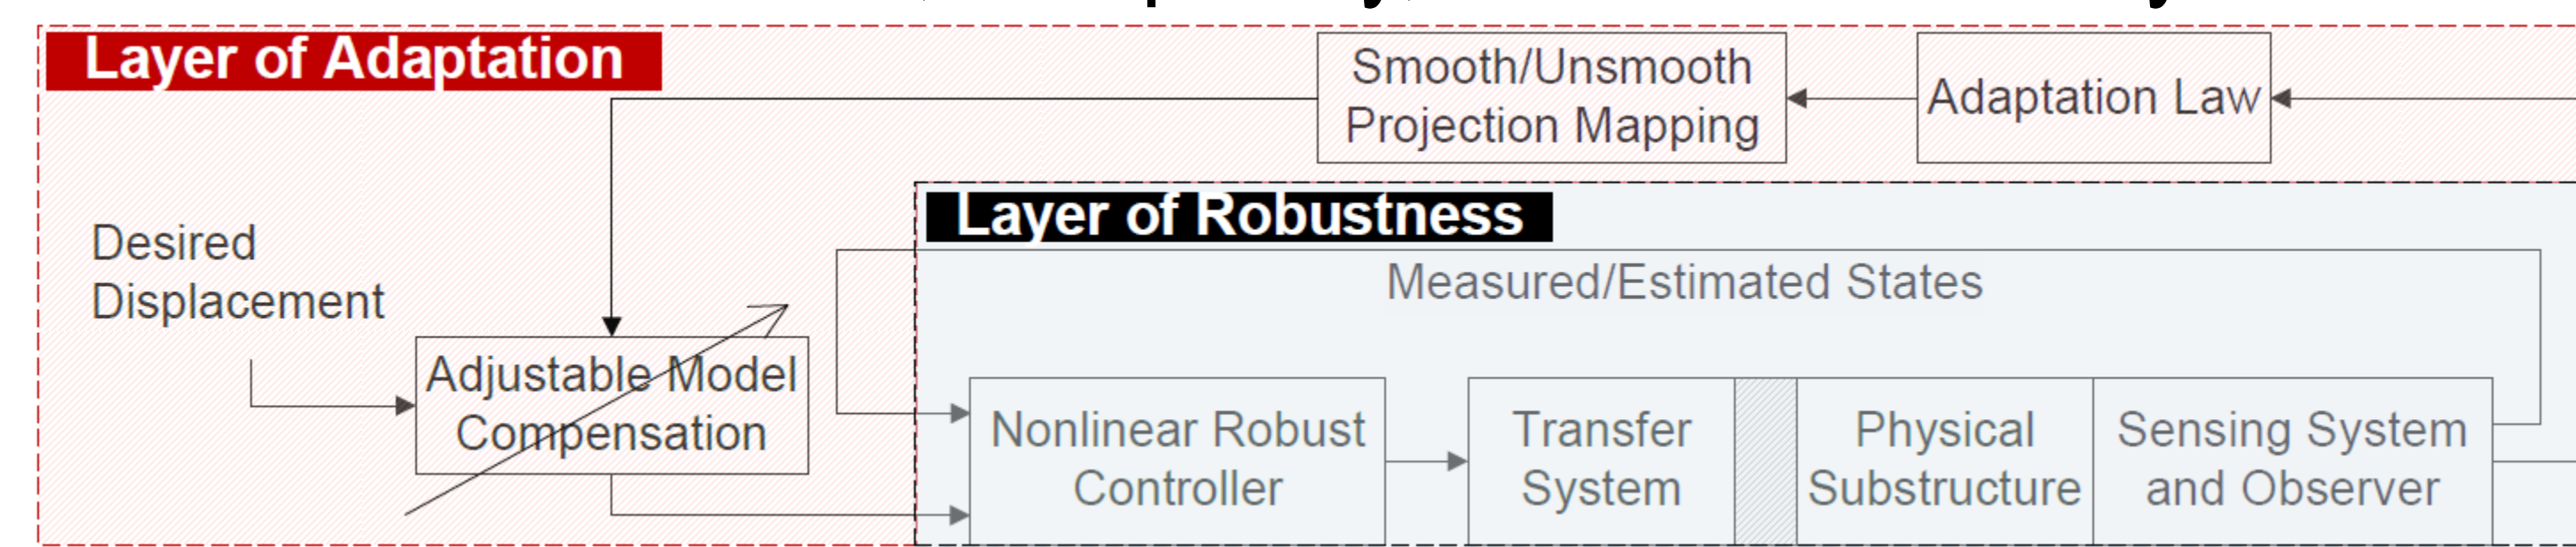 Layer of Adaptation
Smooth/Unsmooth
Projection Mapping
Adaptation Law
Layer of Robustness
Desired
Displacement
Measured/Estimated States
Adjustable Model
Compensation
Nonlinear Robust
Controller
Transfer
System
Physical
Substructure
Sensing System
and Observer